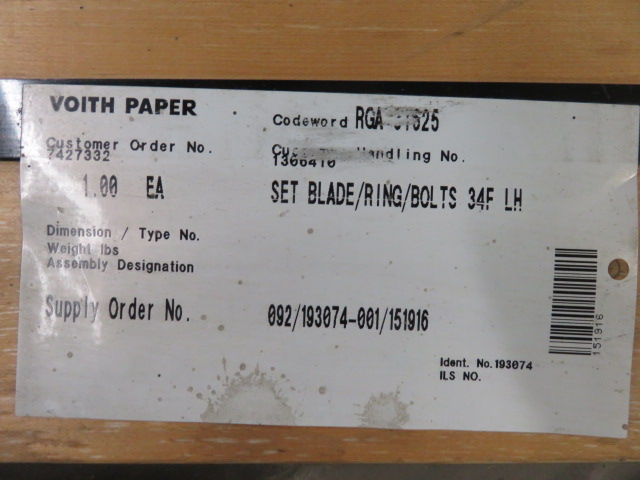 VOITH PAPER
Codeword
Customer Order No.
7427332
Handling No.
1306410
1.00 EA
SET BLADE/RING/BOLTS 34F LH
Dimension / Type No.
Weight lbs
Assembly Designation
Supply Order No.
092/193074-001/151916
151916
Ident. No.193074
ILS NO.